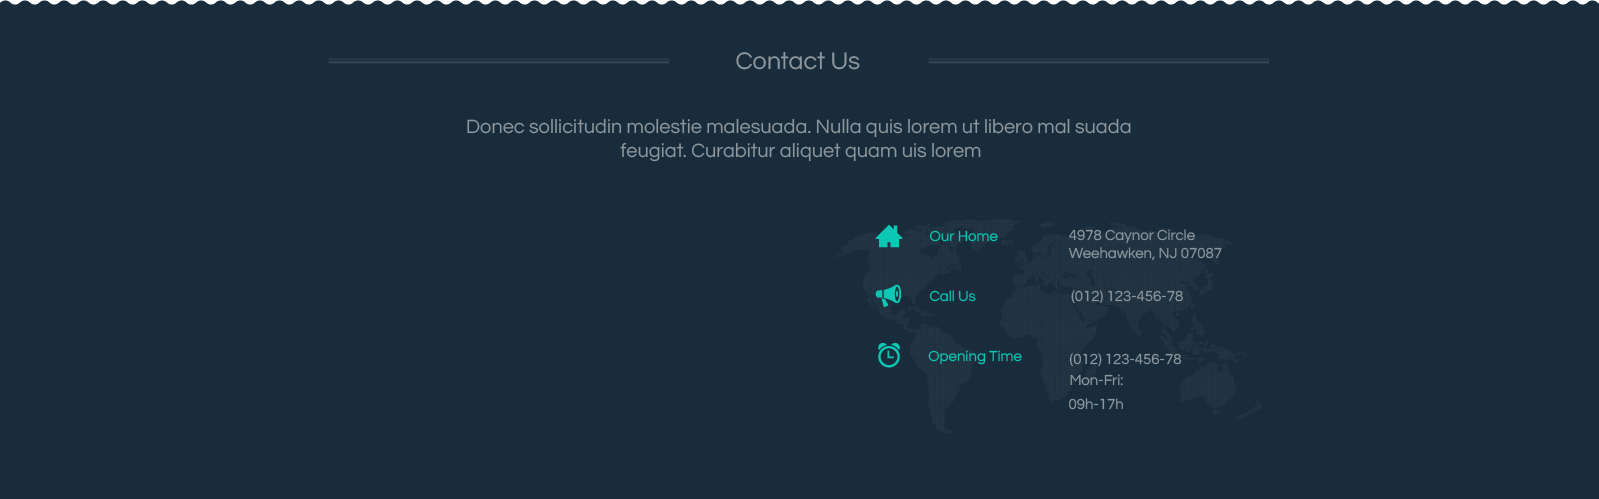 Contact Us
Donec sollicitudin molestie malesuada. Nulla quis lorem ut libero mal suada
feugiat. Curabitur aliquet quam uis lorem
Our Home
4978 Caynor Circle
Weehawken, NJ 07087
Call Us
(012) 123-456-78
Opening Time
(012) 123-456-78
Mon-Fri:
09h-17h